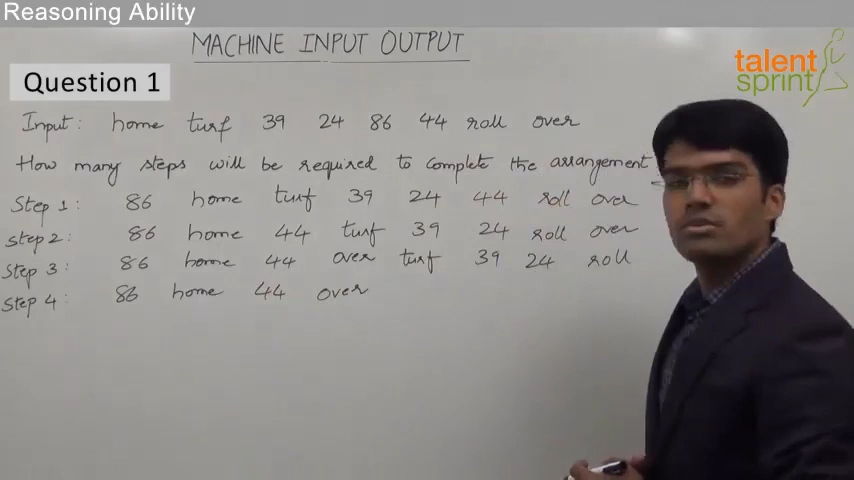 Reasoning Ability
MACHINE INPUT OUTPUT
talent
sprint
Question 1
Input: home turf 39 24 86 44 roll over
How many steps will be required to complete the arrangement
Step 1: 86 home turf 39 24 44 roll over
Step 2: 86 home 44 turf 39 24 roll over
Step 3: 86 home 44 over turf 39 24 roll
Step 4: 86 home 44 over